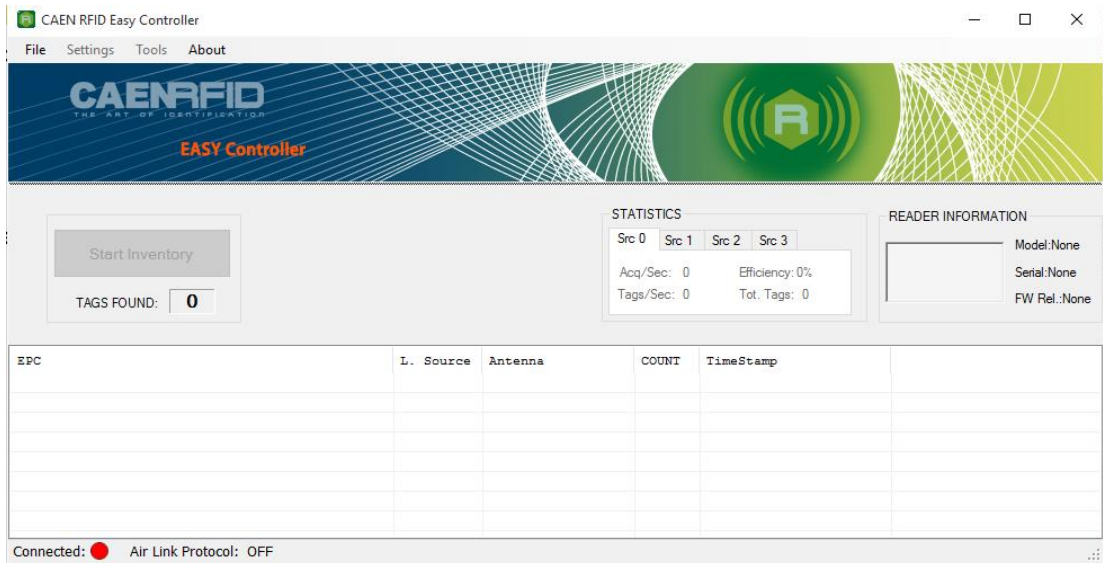 CAEN RFID Easy Controller
File Settings Tools About
CAENRFID
THE ART OF IDENTIFICATION
EASY Controller
R
Start Inventory
TAGS FOUND: 0
STATISTICS
Src 0 Src 1 Src 2 Src 3
Acq/Sec: 0 Efficiency: 0%
Tags/Sec: 0 Tot. Tags: 0
READER INFORMATION
Model:None
Serial:None
FW Rel.:None
EPC L. Source Antenna COUNT TimeStamp
Connected: Air Link Protocol: OFF